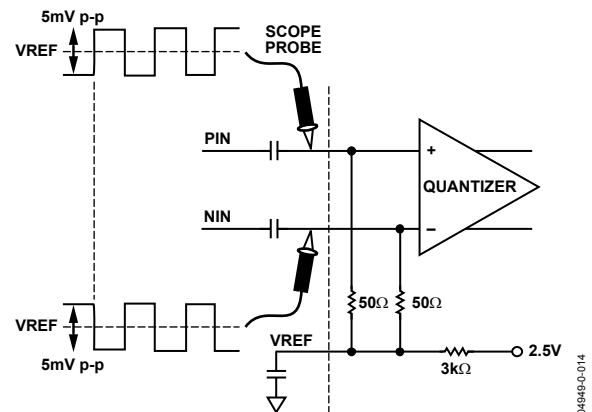 5mV p-p
VREF
SCOPE
PROBE
PIN
+
QUANTIZER
NIN
−
50Ω
50Ω
VREF
5mV p-p
VREF
2.5V
3kΩ
04949-0-014